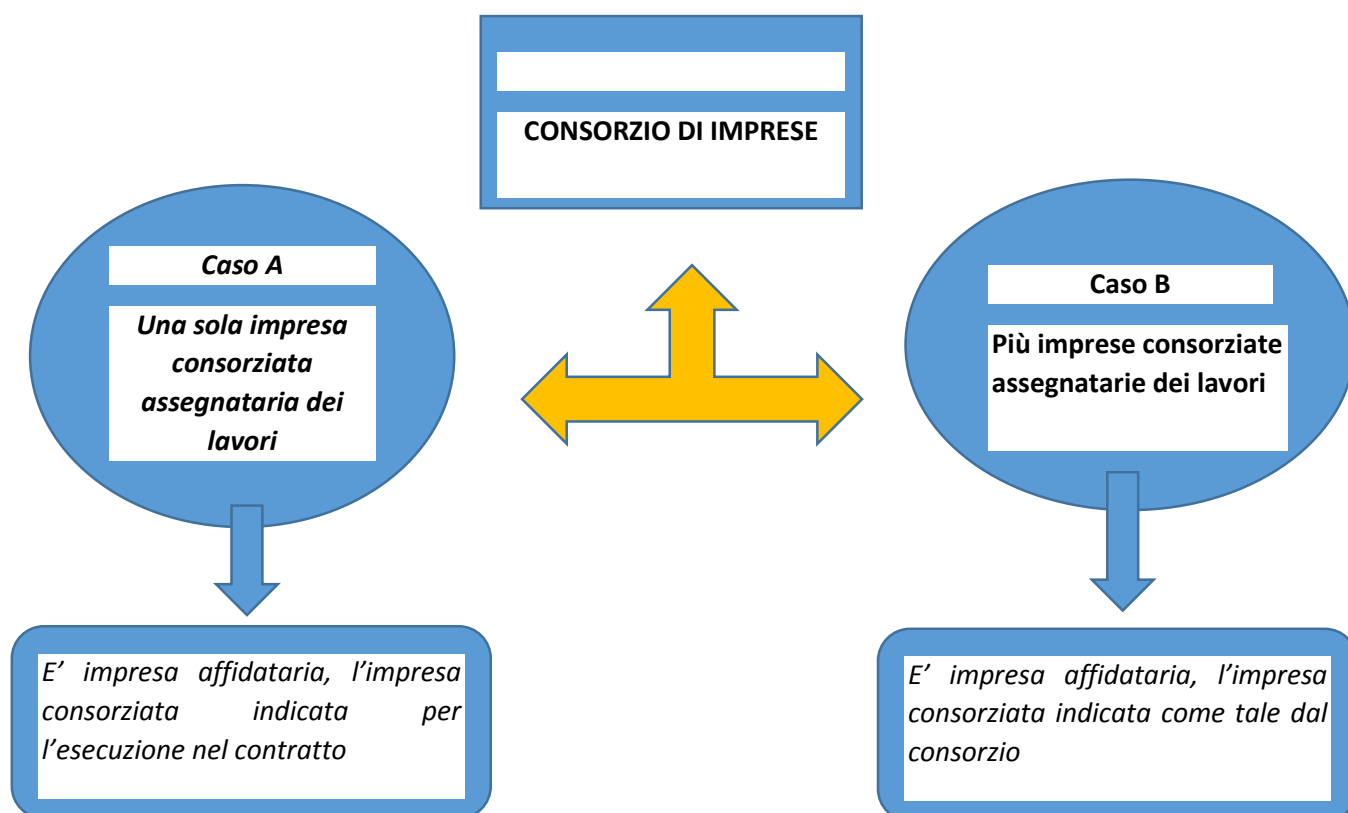 CONSORZIO DI IMPRESE
Caso A
Una sola impresa
consorziata
assegnataria dei
lavori
Caso B
Più imprese consorziate
assegnatarie dei lavori
E’ impresa affidataria, l’impresa
consorziata indicata per
l’esecuzione nel contratto
E’ impresa affidataria, l’impresa
consorziata indicata come tale dal
consorzio